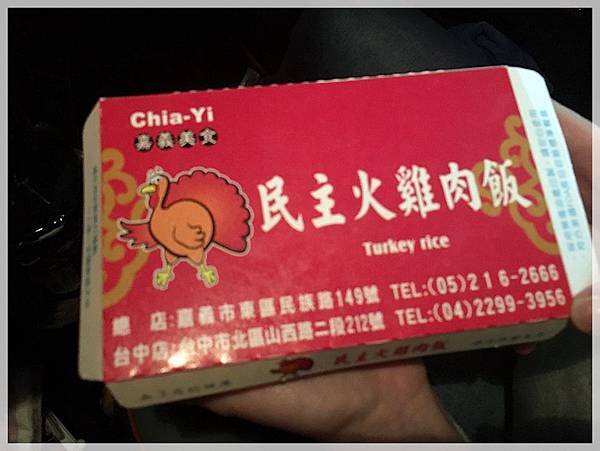 Chia-Yi
嘉義美食
民主火雞肉飯
Turkey rice
總 店:嘉義市東區民族路149號 TEL:(05)216-2666
台中店:台中市北區山西路二段212號 TEL:(04)2299-3956
民主火雞肉飯